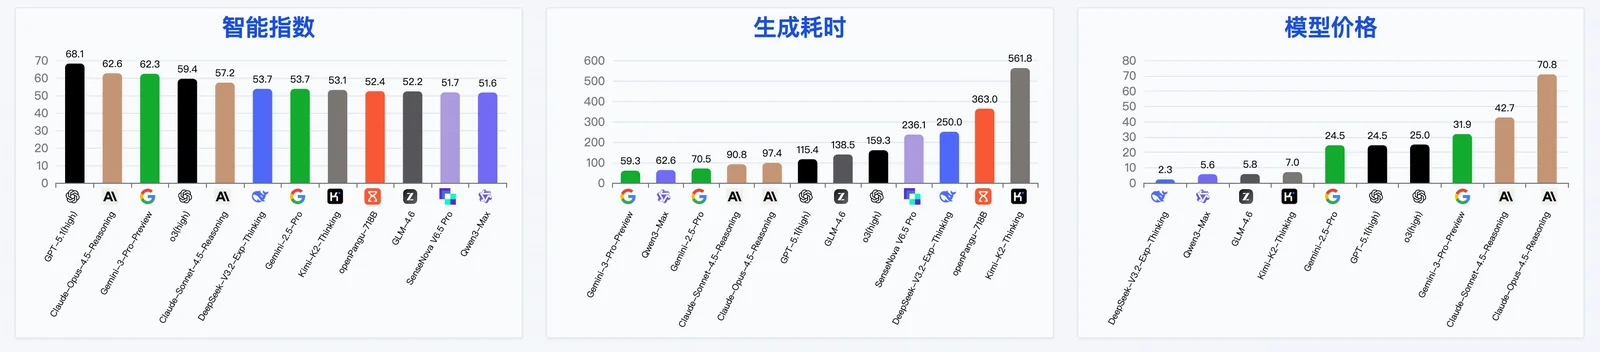 智能指数
70
60
50
40
30
20
10
0
68.1
62.6
62.3
59.4
57.2
53.7
53.7
53.1
52.4
52.2
51.7
51.6
GPT-5.1(high)
Claude-Opus-4.5-Reasoning
Gemini-3-Pro-Preview
o3(high)
Claude-Sonnet-4.5-Reasoning
DeepSeek-V3.2-Exp-Thinking
Gemini-2.5-Pro
Kimi-K2-Thinking
openPangu-718B
GLM-4.6
SenseNova V6.5 Pro
Qwen3-Max
生成耗时
600
500
400
300
200
100
0
59.3
62.6
70.5
90.8
97.4
115.4
138.5
159.3
236.1
250.0
363.0
561.8
Gemini-3-Pro-Preview
Qwen3-Max
Gemini-2.5-Pro
Claude-Sonnet-4.5-Reasoning
Claude-Opus-4.5-Reasoning
GPT-5.1(high)
GLM-4.6
o3(high)
SenseNova V6.5 Pro
DeepSeek-V3.2-Exp-Thinking
openPangu-718B
Kimi-K2-Thinking
模型价格
80
70
60
50
40
30
20
10
0
2.3
5.6
5.8
7.0
24.5
24.5
25.0
31.9
42.7
70.8
DeepSeek-V3.2-Exp-Thinking
Qwen3-Max
GLM-4.6
Kimi-K2-Thinking
Gemini-2.5-Pro
GPT-5.1(high)
o3(high)
Gemini-3-Pro-Preview
Claude-Sonnet-4.5-Reasoning
Claude-Opus-4.5-Reasoning